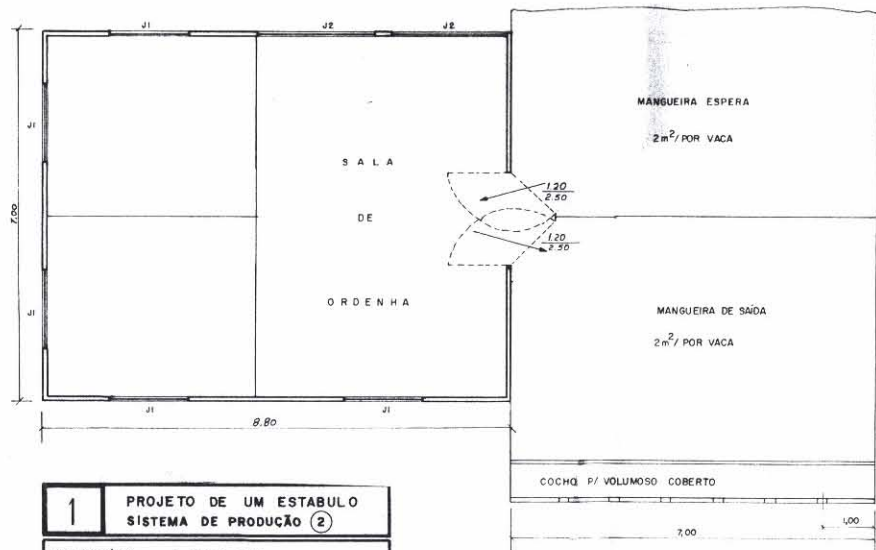 J1
J2
J2
MANGUEIRA ESPERA
2m²/POR VACA
J1
SALA
7,00
1.20
2.50
DE
1.20
2.50
ORDENHA
J1
MANGUEIRA DE SAÍDA
2m²/ POR VACA
J1
J1
8.80
COCHO P/ VOLUMOSO COBERTO
1 PROJETO DE UM ESTABULO
SISTEMA DE PRODUÇÃO 2
1,00
7,00